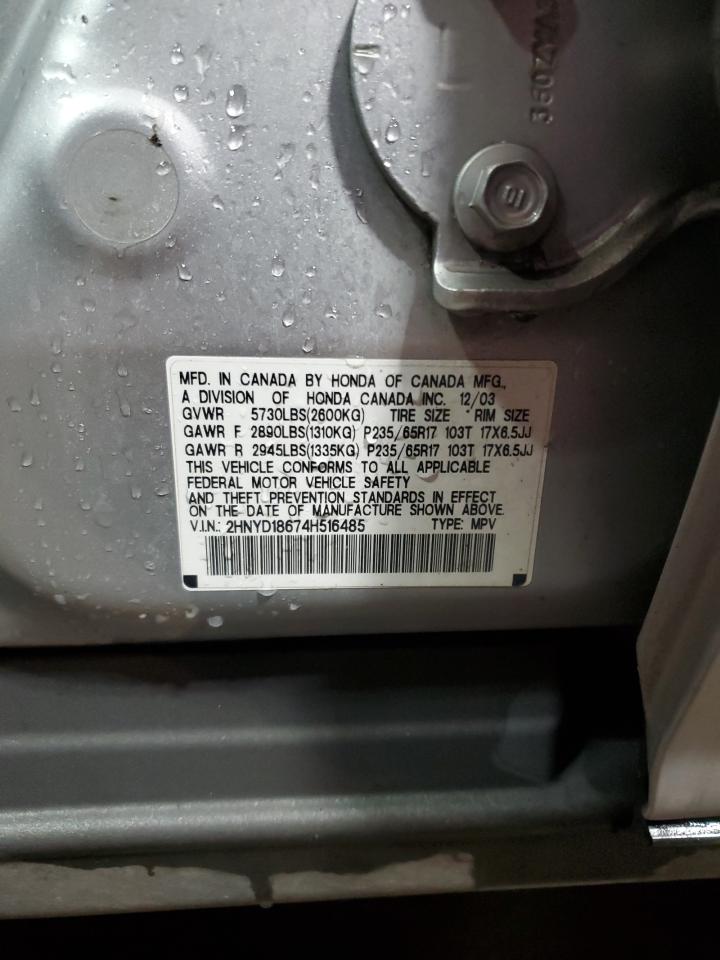 MFD. IN CANADA BY HONDA OF CANADA MFG.,
A DIVISION OF HONDA CANADA INC. 12/03
GVWR 5730LBS(2600KG) TIRE SIZE RIM SIZE
GAWR F 2890LBS(1310KG) P235/65R17 103T 17X6.5JJ
GAWR R 2945LBS(1335KG) P235/65R17 103T 17X6.5JJ
THIS VEHICLE CONFORMS TO ALL APPLICABLE
FEDERAL MOTOR VEHICLE SAFETY
AND THEFT PREVENTION STANDARDS IN EFFECT
ON THE DATE OF MANUFACTURE SHOWN ABOVE.
V.I.N.: 2HNYD18674H516485 TYPE: MPV